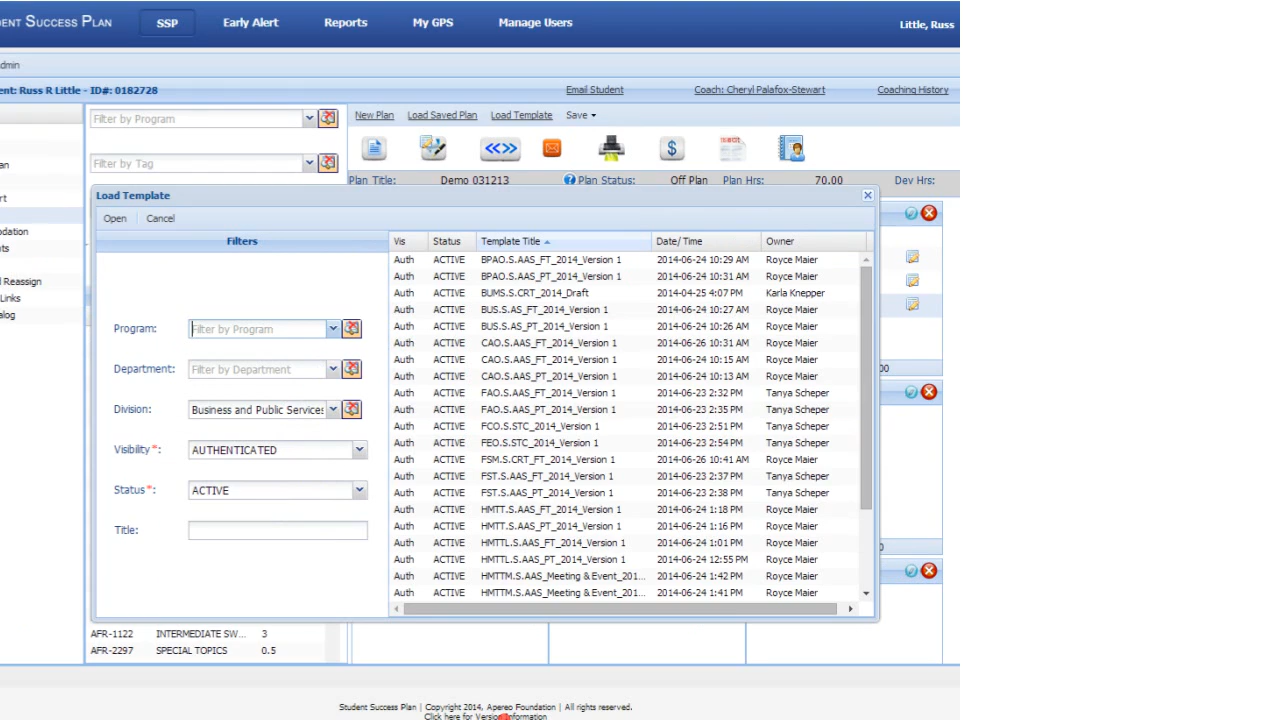 ENT SUCCESS PLAN SSP Early Alert Reports My GPS Manage Users Little, Russ
dmin
ent: Russ R Little - ID#: 0182728 Email Student Coach: Cheryl Palafox-Stewart Coaching History
Filter by Program New Plan Load Saved Plan Load Template Save
Filter by Tag
Plan Title: Demo 031213 Plan Status: Off Plan Plan Hrs: 70.00 Dev Hrs:
an
rt
odation
ts
d Reassign
Links
alog
Load Template
Open Cancel
Filters
Program: Filter by Program
Department: Filter by Department
Division: Business and Public Services
Visibility*: AUTHENTICATED
Status*: ACTIVE
Title:
Vis Status Template Title Date/Time Owner
Auth ACTIVE BPAO.S.AAS_FT_2014_Version 1 2014-06-24 10:29 AM Royce Maier
Auth ACTIVE BPAO.S.AAS_PT_2014_Version 1 2014-06-24 10:31 AM Royce Maier
Auth ACTIVE BUMS.S.CRT_2014_Draft 2014-04-25 4:07 PM Karla Knepper
Auth ACTIVE BUS.S.AS_FT_2014_Version 1 2014-06-24 10:27 AM Royce Maier
Auth ACTIVE BUS.S.AS_PT_2014_Version 1 2014-06-24 10:26 AM Royce Maier
Auth ACTIVE CAO.S.AAS_FT_2014_Version 1 2014-06-26 10:31 AM Royce Maier
Auth ACTIVE CAO.S.AAS_FT_2014_Version 1 2014-06-24 10:15 AM Royce Maier
Auth ACTIVE CAO.S.AAS_PT_2014_Version 1 2014-06-24 10:13 AM Royce Maier
Auth ACTIVE FAO.S.AAS_FT_2014_Version 1 2014-06-23 2:32 PM Tanya Scheper
Auth ACTIVE FAO.S.AAS_PT_2014_Version 1 2014-06-23 2:35 PM Tanya Scheper
Auth ACTIVE FCO.S.STC_2014_Version 1 2014-06-23 2:51 PM Tanya Scheper
Auth ACTIVE FEO.S.STC_2014_Version 1 2014-06-23 2:54 PM Tanya Scheper
Auth ACTIVE FSM.S.CRT_FT_2014_Version 1 2014-06-26 10:41 AM Royce Maier
Auth ACTIVE FST.S.AAS_FT_2014_Version 1 2014-06-23 2:37 PM Tanya Scheper
Auth ACTIVE FST.S.AAS_PT_2014_Version 1 2014-06-23 2:38 PM Tanya Scheper
Auth ACTIVE HMTT.S.AAS_FT_2014_Version 1 2014-06-24 1:18 PM Royce Maier
Auth ACTIVE HMTT.S.AAS_PT_2014_Version 1 2014-06-24 1:16 PM Royce Maier
Auth ACTIVE HMTTL.S.AAS_FT_2014_Version 1 2014-06-24 1:01 PM Royce Maier
Auth ACTIVE HMTTL.S.AAS_PT_2014_Version 1 2014-06-24 12:55 PM Royce Maier
Auth ACTIVE HMTTM.S.AAS_Meeting & Event_201... 2014-06-24 1:42 PM Royce Maier
Auth ACTIVE HMTTM.S.AAS_Meeting & Event_201... 2014-06-24 1:41 PM Royce Maier
AFR-1122 INTERMEDIATE SW... 3
AFR-2297 SPECIAL TOPICS 0.5
Student Success Plan | Copyright 2014, Apereo Foundation | All rights reserved.
Click here for Version Information